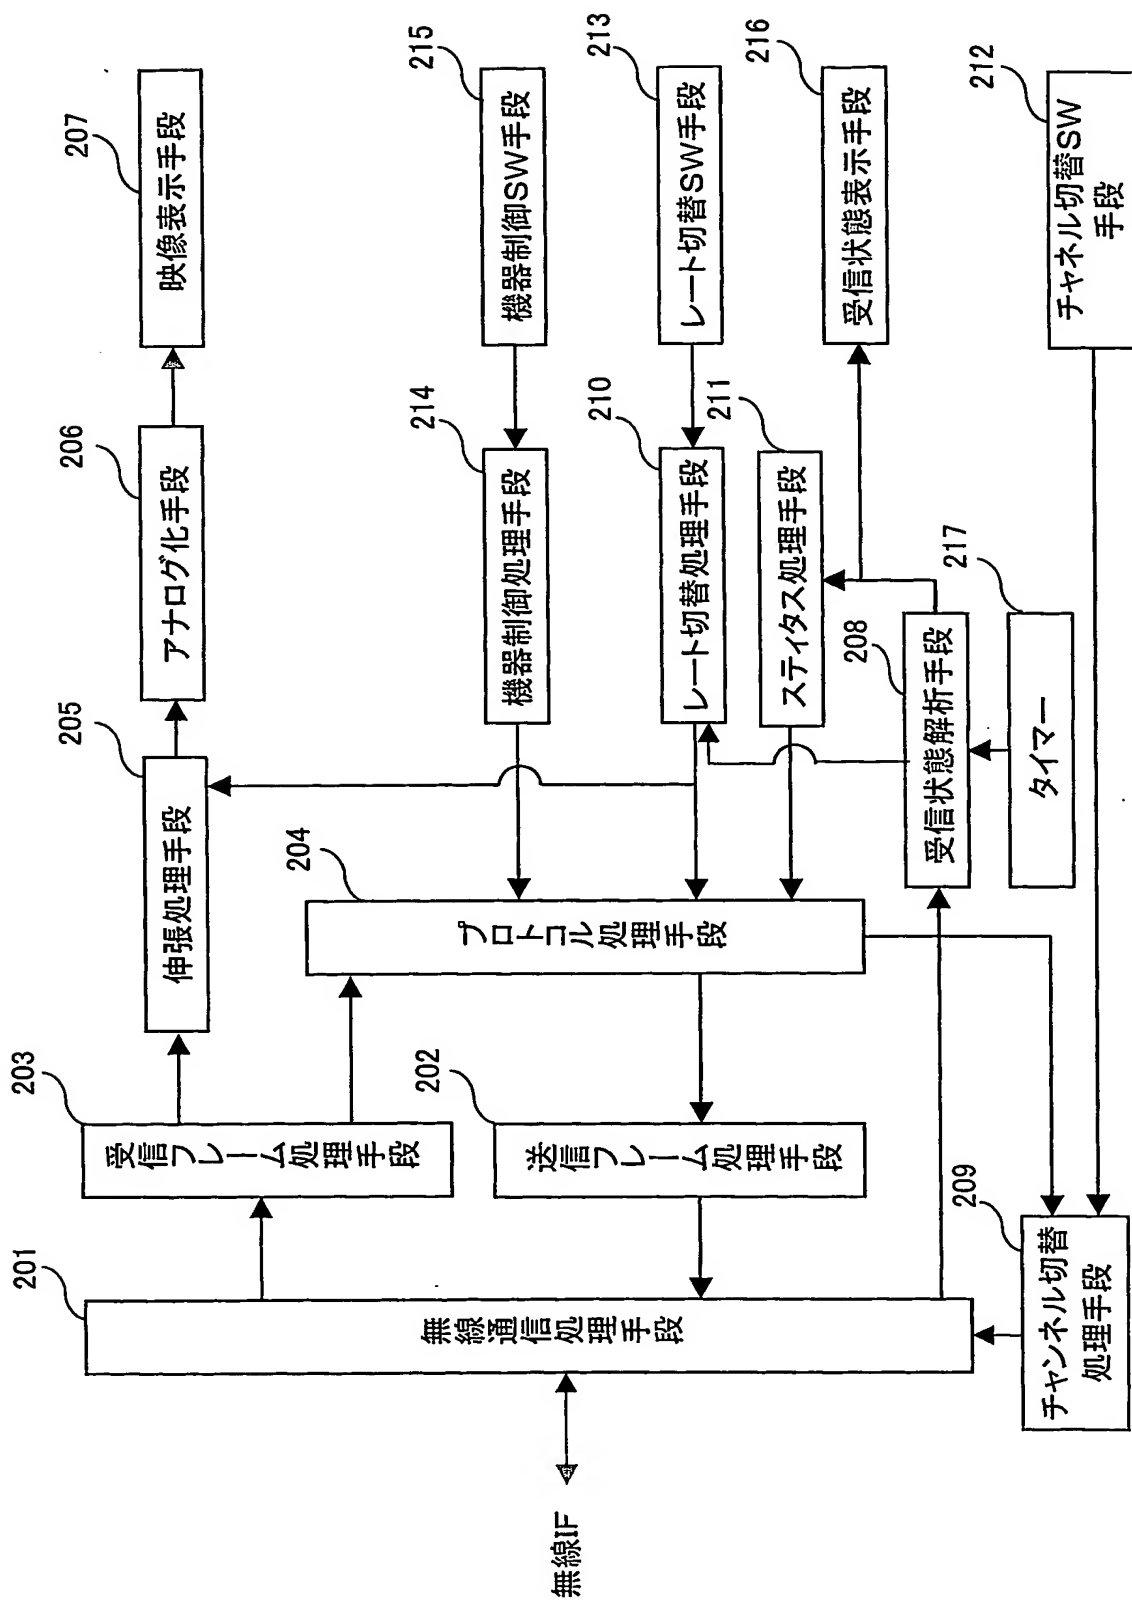 無線IF
201
無線通信処理手段
203
受信フレーム処理手段
202
送信フレーム処理手段
209
チャンネル切替
処理手段
204
プロトコル処理手段
205
伸張処理手段
206
アナログ化手段
207
映像表示手段
214
機器制御処理手段
215
機器制御SW手段
210
レート切替処理手段
213
レート切替SW手段
211
スティタス処理手段
216
受信状態表示手段
208
受信状態解析手段
217
タイマー
212
チャネル切替SW
手段